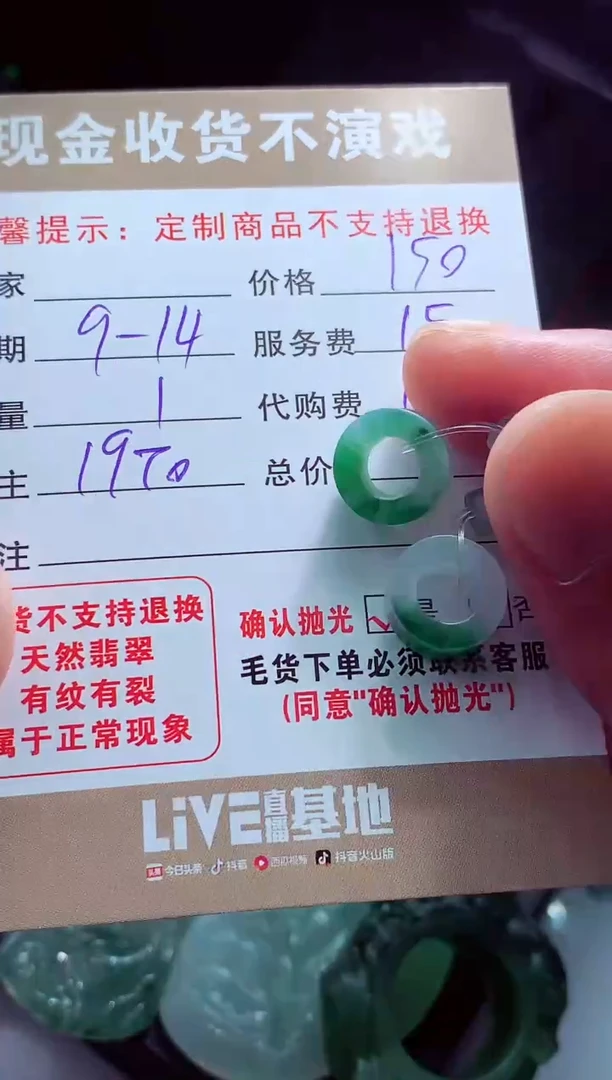 现金收货不演戏
馨提示：定制商品不支持退换
家 价格 150
期 9-14 服务费 15
量 1 代购费
主 1970 总价
注
货不支持退换
天然翡翠
有纹有裂
属于正常现象
确认抛光 是 否
毛货下单必须联系客服
(同意"确认抛光")
LiVE直播基地
头条 今日头条 抖音 西瓜视频 抖音火山版